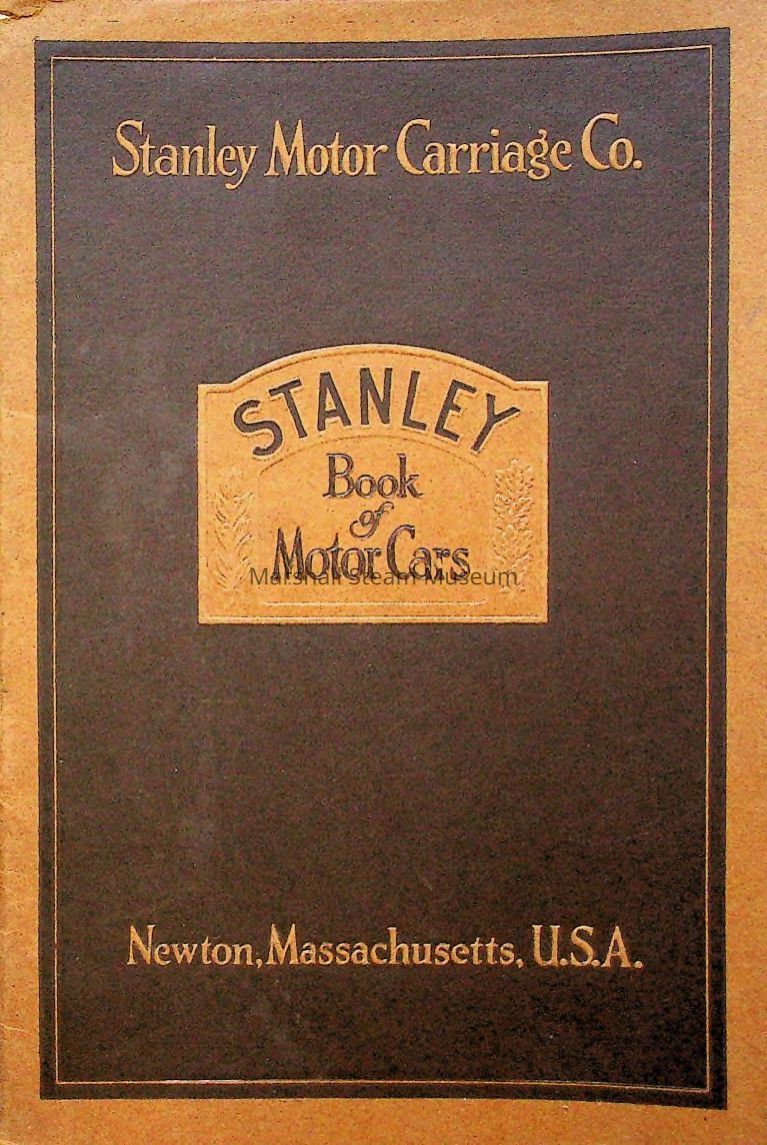 Stanley Motor Carriage Co.
STANLEY
Book
of
Motor Cars
Marshall Steam Museum
Newton, Massachusetts, U.S.A.